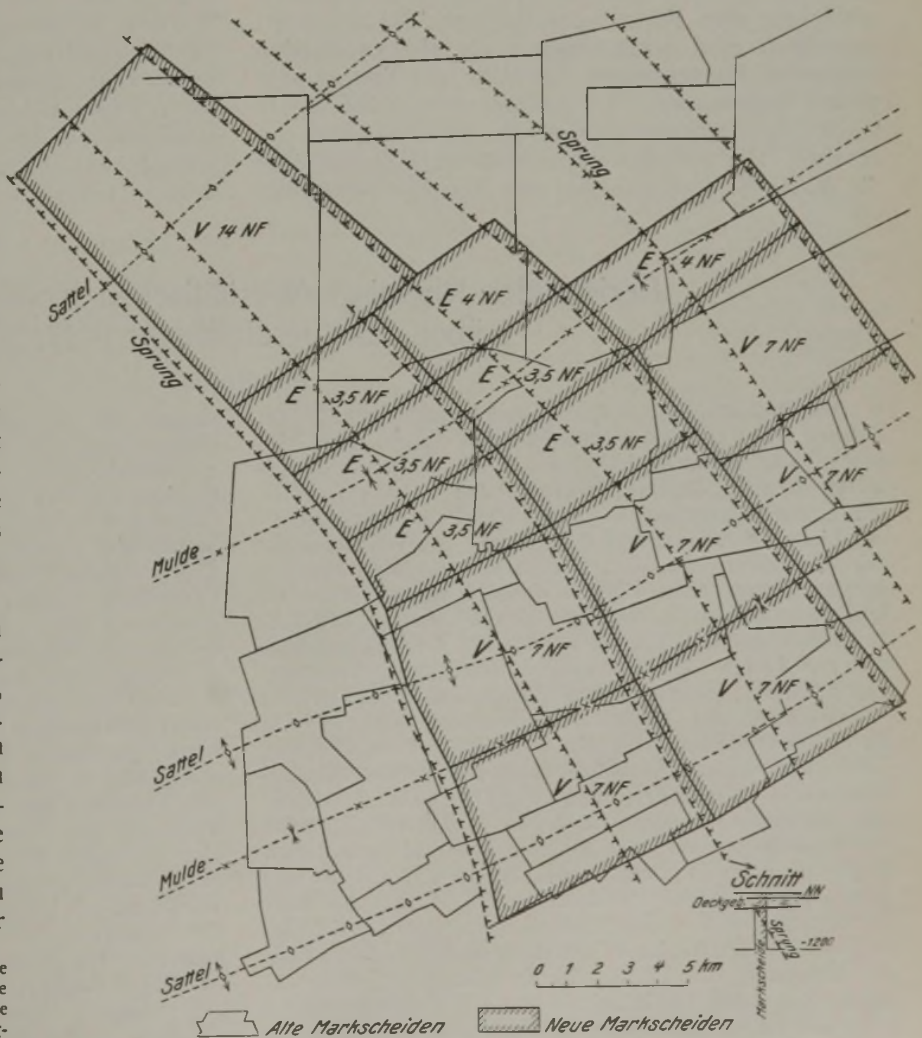 Sprung
V 14 NF
E 4 NF
Sattel
E 4 NF
Sprung
V 7 NF
E 3,5 NF
E 3,5 NF
E 3,5 NF
E 3,5 NF
V 7 NF
E 3,5 NF
Mulde
V 7 NF
V 7 NF
V 7 NF
Sattel
V 7 NF
Mulde
Sattel
Schnitt
NN
Deckgeb.
Sprung
-1200
Markscheide
0 1 2 3 4 5 km
Alte Markscheiden
Neue Markscheiden